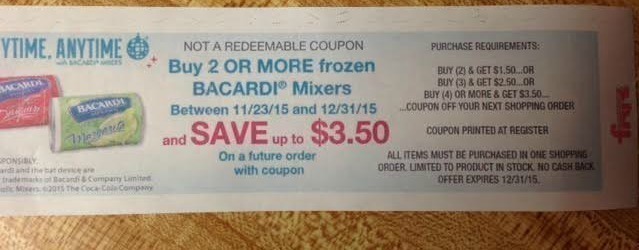 YTIME, ANYTIME
with BACARDI® MIXERS
BACARDI
BACARDI
Margarita
PONSIBLY.
ardi and the bat device are
trademarks of Bacardi & Company Limited.
olic Mixers. ©2015 The Coca-Cola Company
NOT A REDEEMABLE COUPON
Buy 2 OR MORE frozen
BACARDI® Mixers
Between 11/23/15 and 12/31/15
and SAVE up to $3.50
On a future order
with coupon
PURCHASE REQUIREMENTS:
BUY (2) & GET $1.50...OR
BUY (3) & GET $2.50...OR
BUY (4) OR MORE & GET $3.50...
...COUPON OFF YOUR NEXT SHOPPING ORDER
COUPON PRINTED AT REGISTER
ALL ITEMS MUST BE PURCHASED IN ONE SHOPPING
ORDER. LIMITED TO PRODUCT IN STOCK. NO CASH BACK
OFFER EXPIRES 12/31/15.